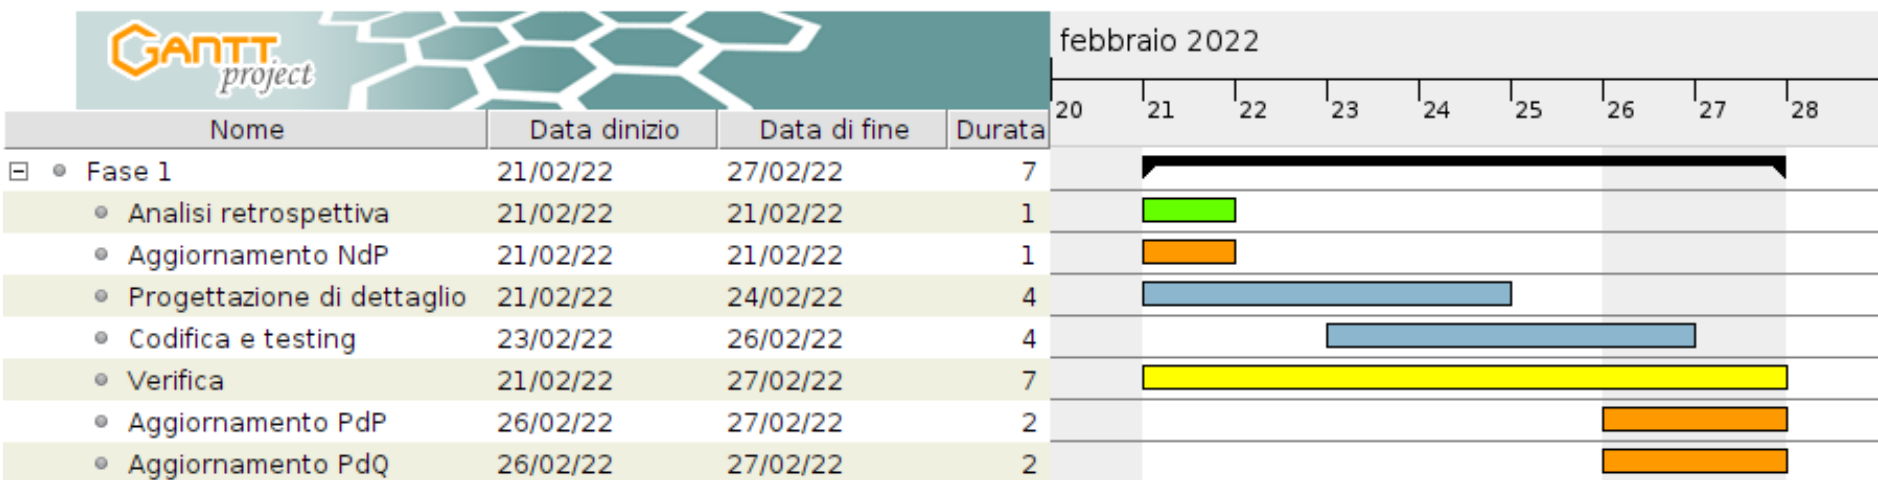 GANTT
project
febbraio 2022
20 21 22 23 24 25 26 27 28
Nome Data dinizio Data di fine Durata
Fase 1 21/02/22 27/02/22 7
Analisi retrospettiva 21/02/22 21/02/22 1
Aggiornamento NdP 21/02/22 21/02/22 1
Progettazione di dettaglio 21/02/22 24/02/22 4
Codifica e testing 23/02/22 26/02/22 4
Verifica 21/02/22 27/02/22 7
Aggiornamento PdP 26/02/22 27/02/22 2
Aggiornamento PdQ 26/02/22 27/02/22 2